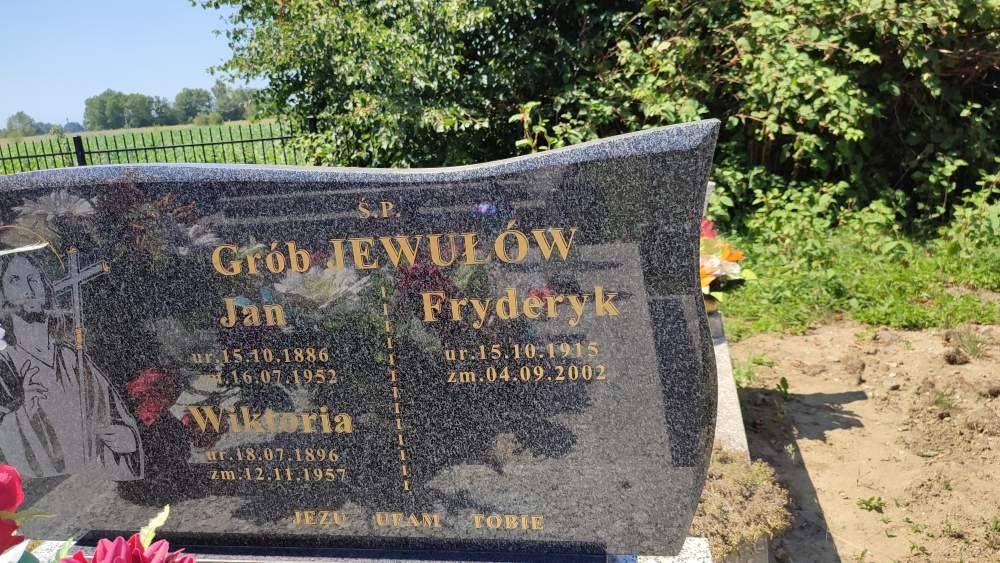 Ś.P.
Grób JEWUŁÓW
Jan
ur.15.10.1886
zm.16.07.1952
Wiktoria
ur.18.07.1896
zm.12.11.1957
Fryderyk
ur.15.10.1915
zm.04.09.2002
JEZU UFAM TOBIE